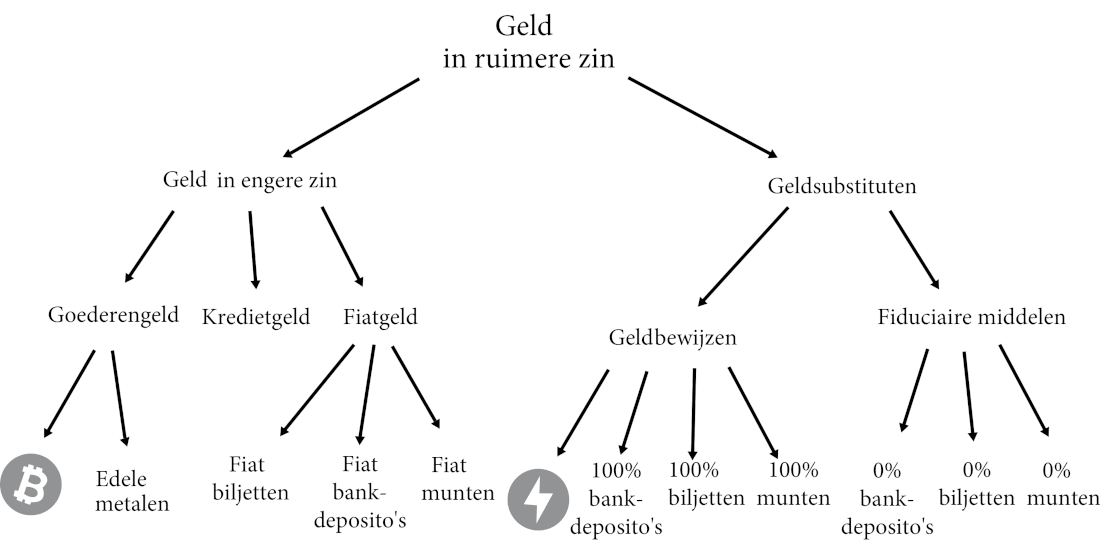 Geld
in ruimere zin
Geld in engere zin
Geldsubstituten
Goederengeld
Kredietgeld
Fiatgeld
Geldbewijzen
Fiduciaire middelen
Edele
metalen
Fiat
biljetten
Fiat
bank-
deposito's
Fiat
munten
100%
bank-
deposito's
100%
biljetten
100%
munten
0%
bank-
deposito's
0%
biljetten
0%
munten